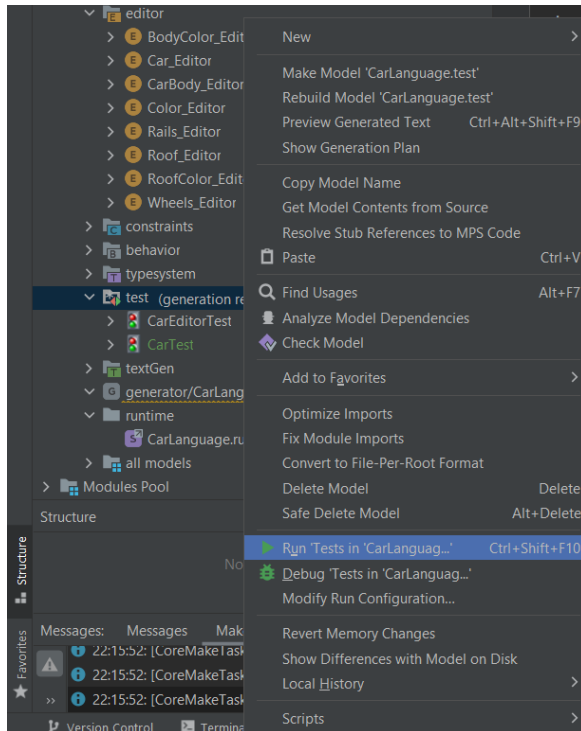 editor
BodyColor_Edit
Car_Editor
CarBody_Editor
Color_Editor
Rails_Editor
Roof_Editor
RoofColor_Edit
Wheels_Editor
constraints
behavior
typesystem
test (generation re
CarEditorTest
CarTest
textGen
generator/CarLang
runtime
CarLanguage.ru
all models
Modules Pool
Structure
No
Structure
Favorites
Messages: Messages Mak
22:15:52: [CoreMakeTask
22:15:52: [CoreMakeTask
22:15:52: [CoreMakeTask
Version Control Termina
New
Make Model 'CarLanguage.test'
Rebuild Model 'CarLanguage.test'
Preview Generated Text Ctrl+Alt+Shift+F9
Show Generation Plan
Copy Model Name
Get Model Contents from Source
Resolve Stub References to MPS Code
Paste Ctrl+V
Find Usages Alt+F7
Analyze Model Dependencies
Check Model
Add to Favorites
Optimize Imports
Fix Module Imports
Convert to File-Per-Root Format
Delete Model Delete
Safe Delete Model Alt+Delete
Run 'Tests in 'CarLanguag...' Ctrl+Shift+F10
Debug 'Tests in 'CarLanguag...'
Modify Run Configuration...
Revert Memory Changes
Show Differences with Model on Disk
Local History
Scripts